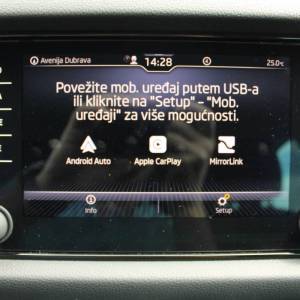 Avenija Dubrava
14:28
25.0°C
Povežite mob. uređaj putem USB-a
ili kliknite na "Setup" – "Mob.
uređaji" za više mogućnosti.
Android Auto
Apple CarPlay
MirrorLink
Info
Setup